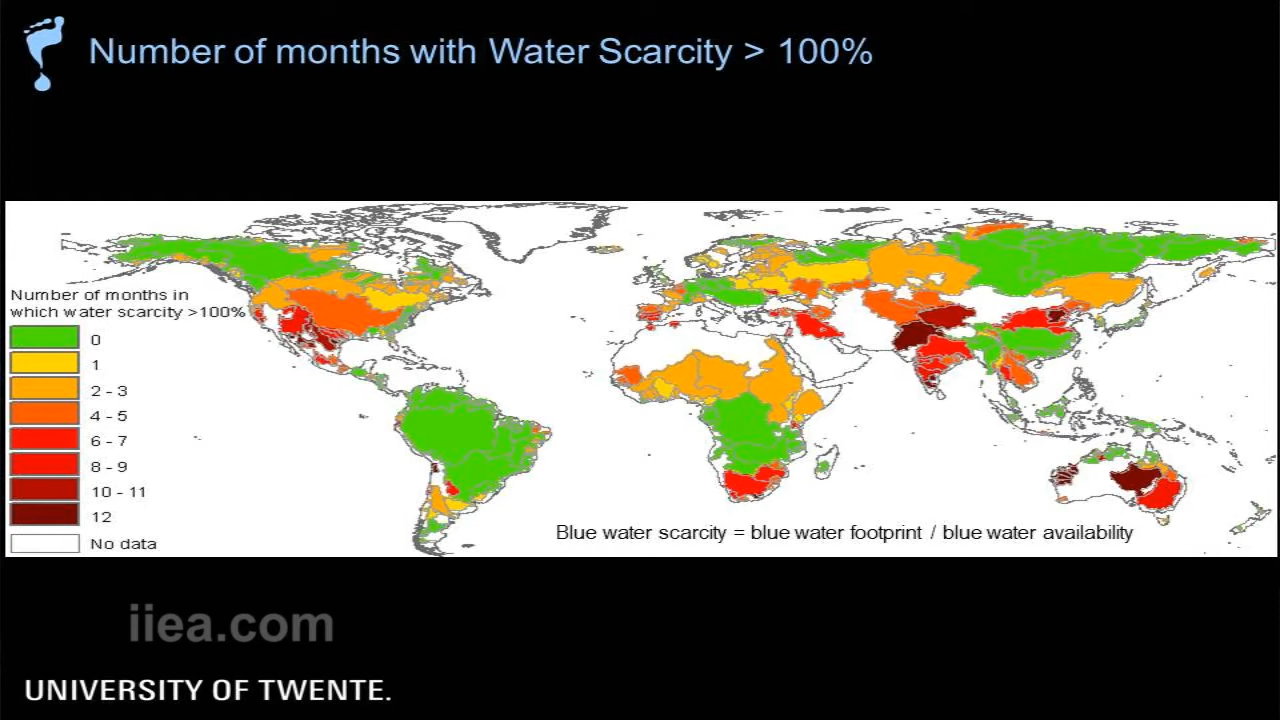 Number of months with Water Scarcity > 100%
Number of months in
which water scarcity >100%
0
1
2 - 3
4 - 5
6 - 7
8 - 9
10 - 11
12
No data
Blue water scarcity = blue water footprint / blue water availability
iiea.com
UNIVERSITY OF TWENTE.